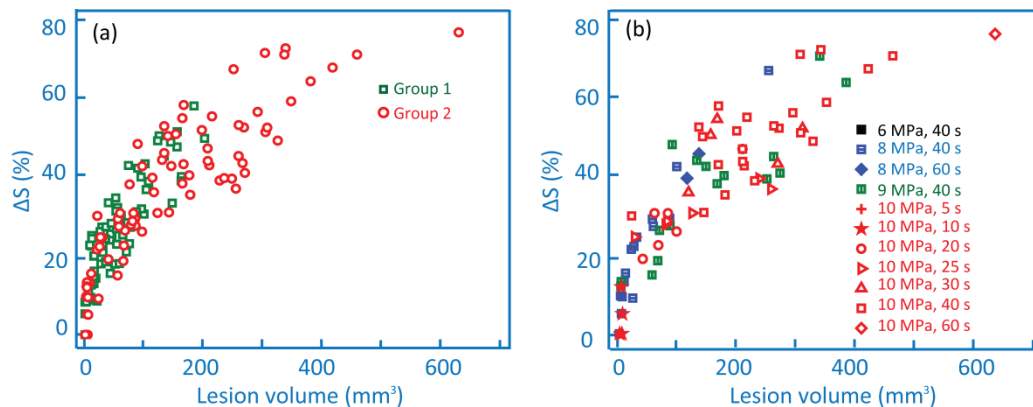 (a)
80
60
40
20
0
ΔS (%)
Group 1
Group 2
0 200 400 600
Lesion volume (mm³)
(b)
80
60
40
20
0
ΔS (%)
6 MPa, 40 s
8 MPa, 40 s
8 MPa, 60 s
9 MPa, 40 s
10 MPa, 5 s
10 MPa, 10 s
10 MPa, 20 s
10 MPa, 25 s
10 MPa, 30 s
10 MPa, 40 s
10 MPa, 60 s
0 200 400 600
Lesion volume (mm³)